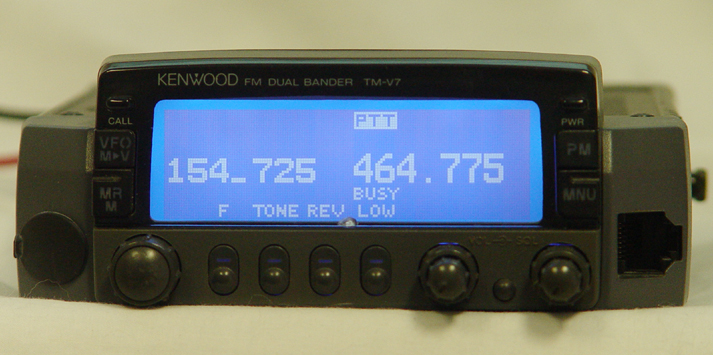 KENWOOD FM DUAL BANDER TM-V7
CALL
PWR
PTT
VFO
M▶V
PM
154.725 464.775
BUSY
MR
M
MNU
F TONE REV LOW